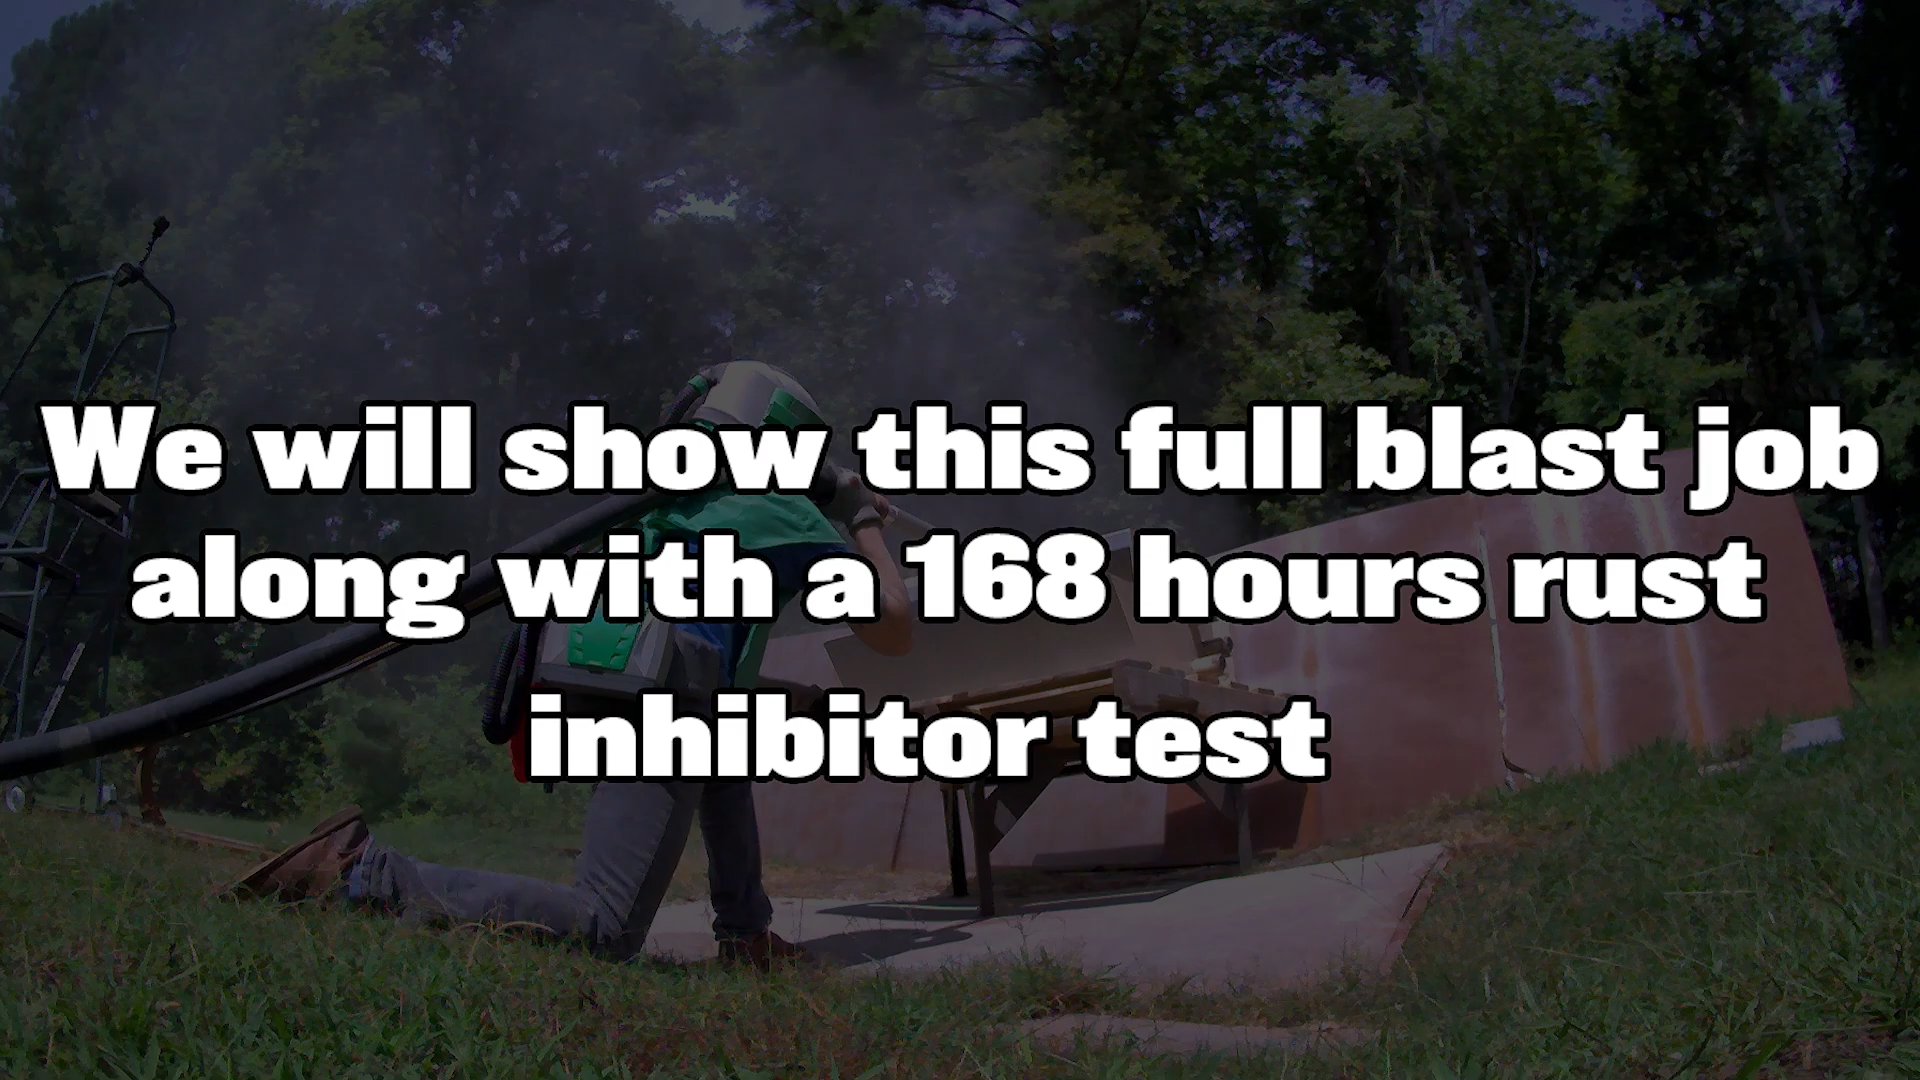 We will show this full blast job
along with a 168 hours rust
inhibitor test